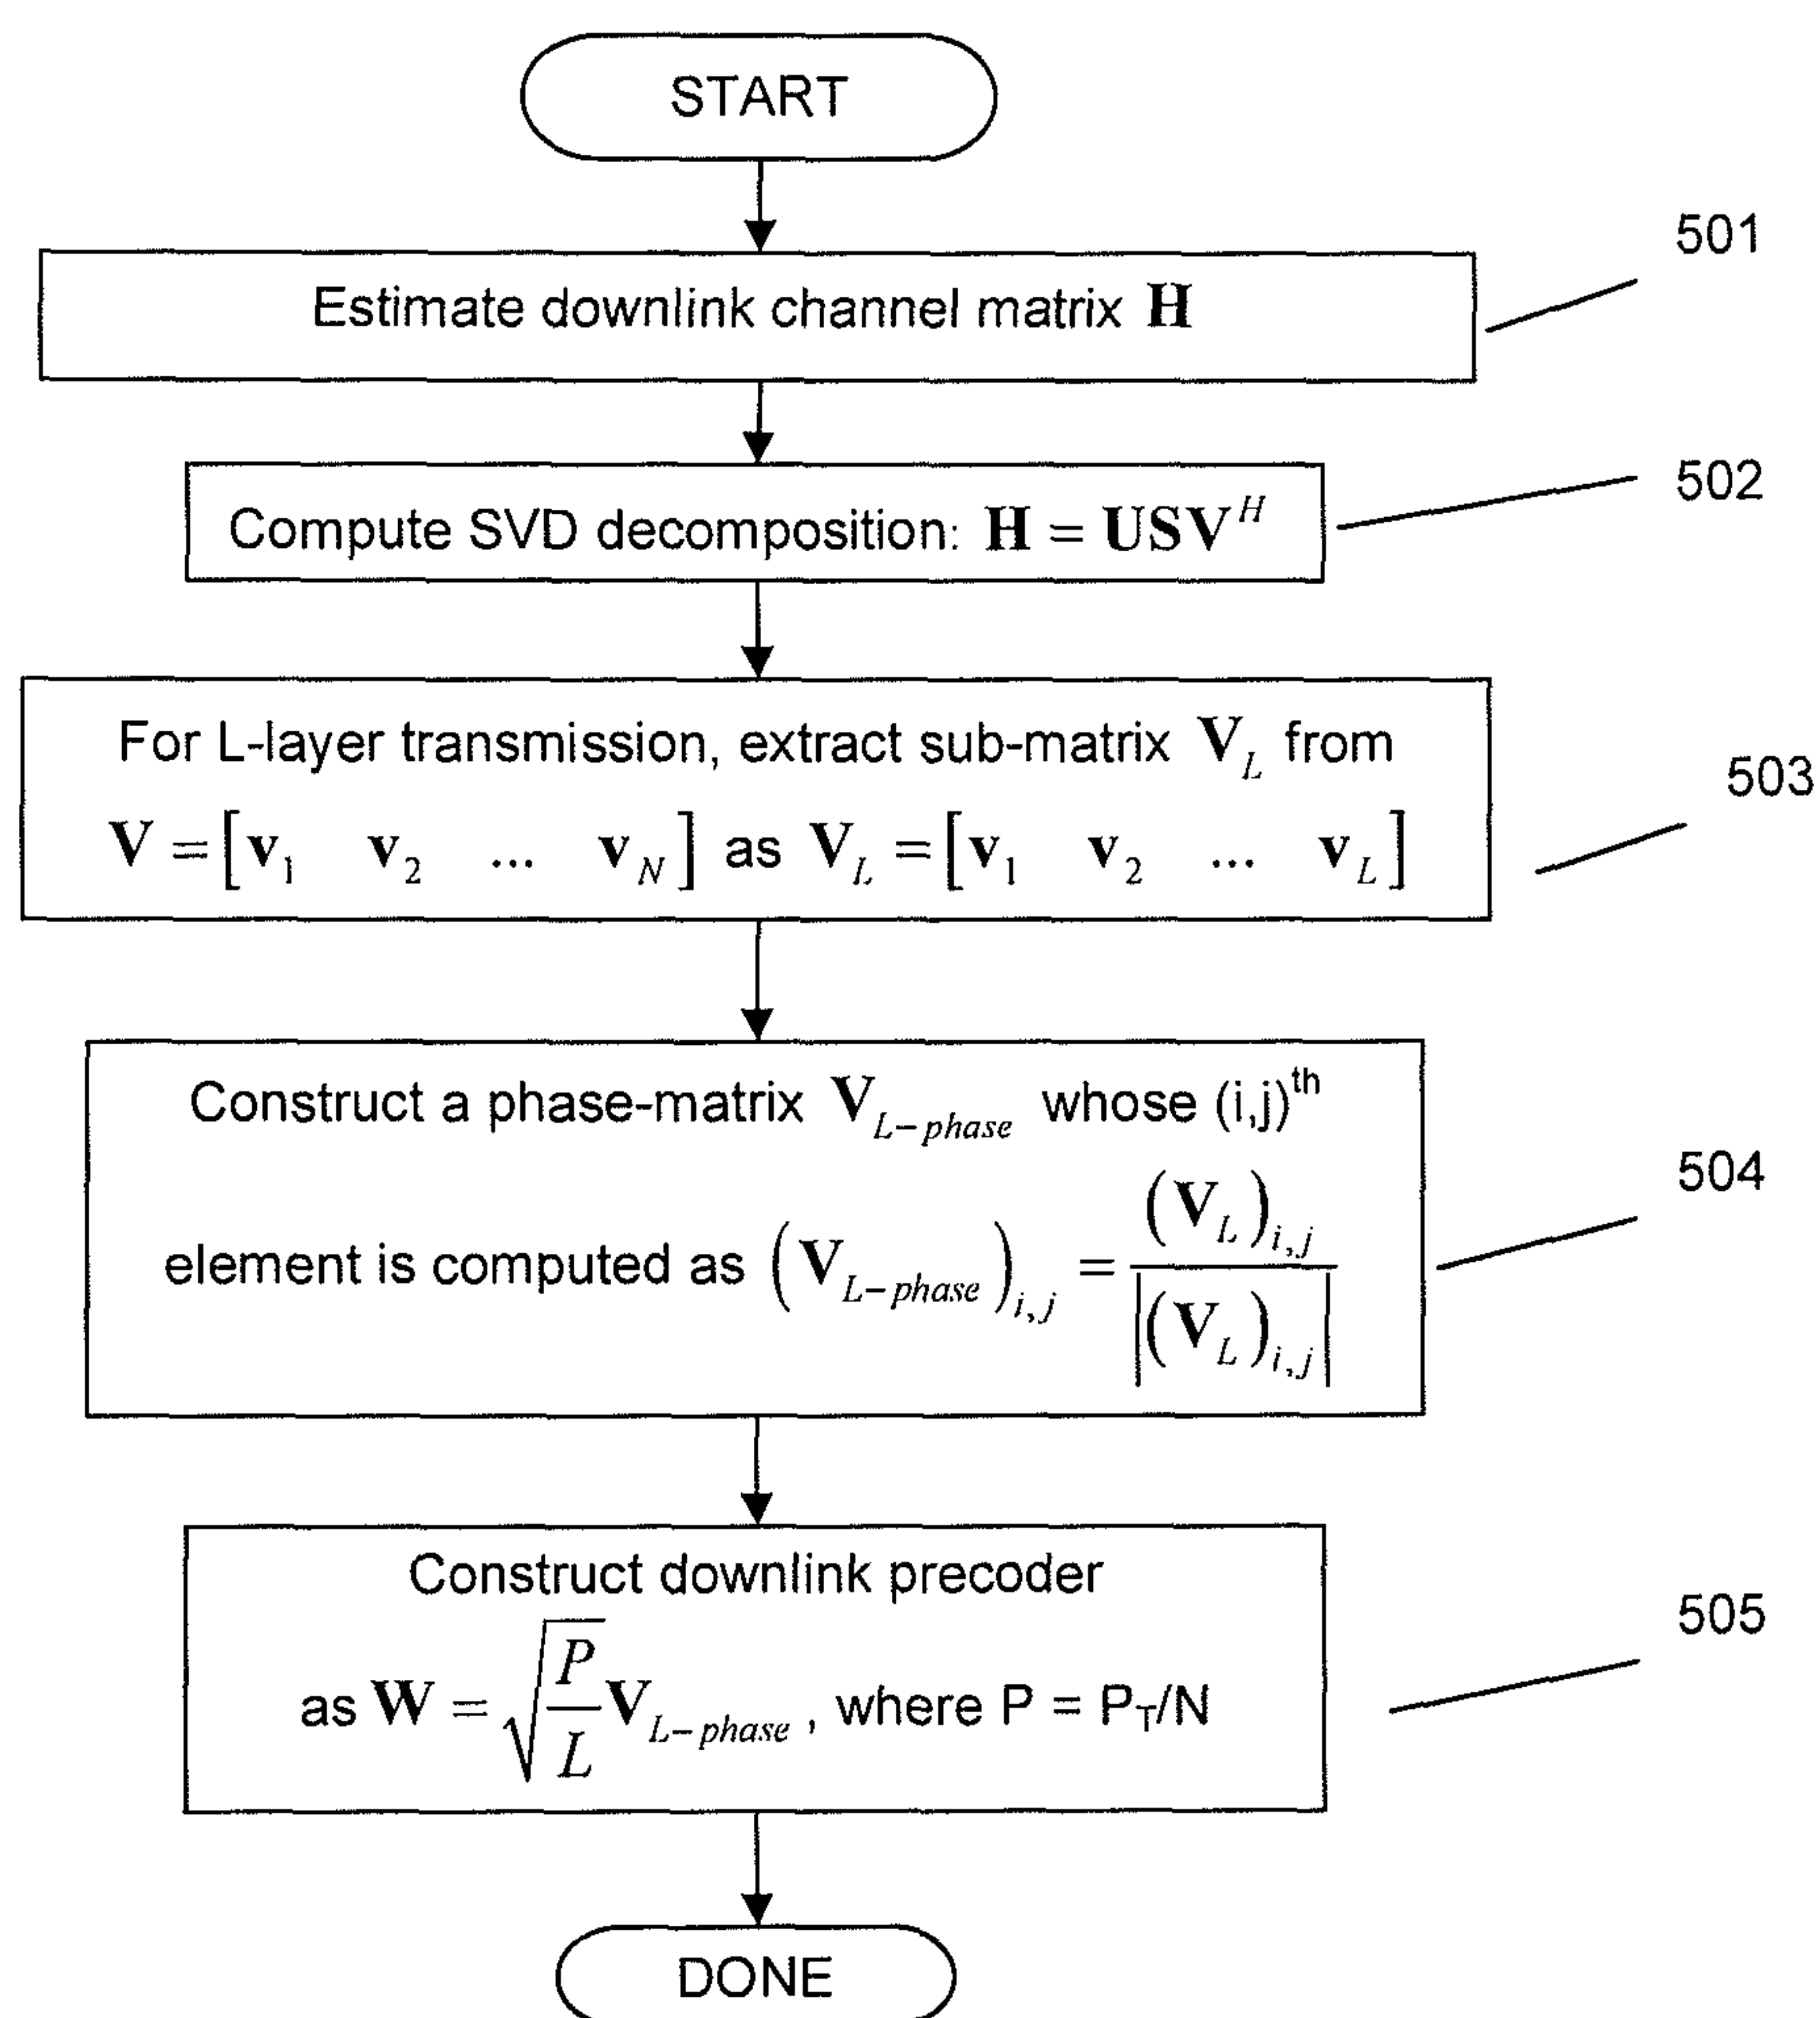 START
501
Estimate downlink channel matrix H
502
Compute SVD decomposition: H = USV^H
For L-layer transmission, extract sub-matrix V_L from
503
V = [v_1 v_2 ... v_N] as V_L = [v_1 v_2 ... v_L]
Construct a phase-matrix V_{L-phase} whose (i,j)^th
504
element is computed as (V_{L-phase})_{i,j} = (V_L)_{i,j} / |(V_L)_{i,j}|
Construct downlink precoder
505
as W = √(P/L) V_{L-phase}, where P = P_T/N
DONE